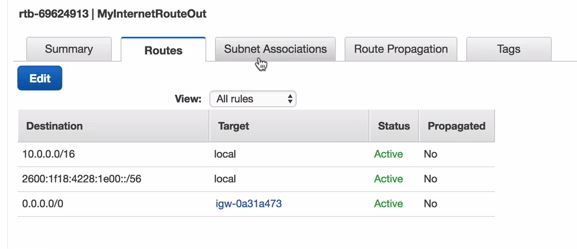 rtb-69624913 | MyInternetRouteOut
Summary Routes Subnet Associations Route Propagation Tags
Edit
View: All rules
Destination Target Status Propagated
10.0.0.0/16 local Active No
2600:1f18:4228:1e00::/56 local Active No
0.0.0.0/0 igw-0a31a473 Active No